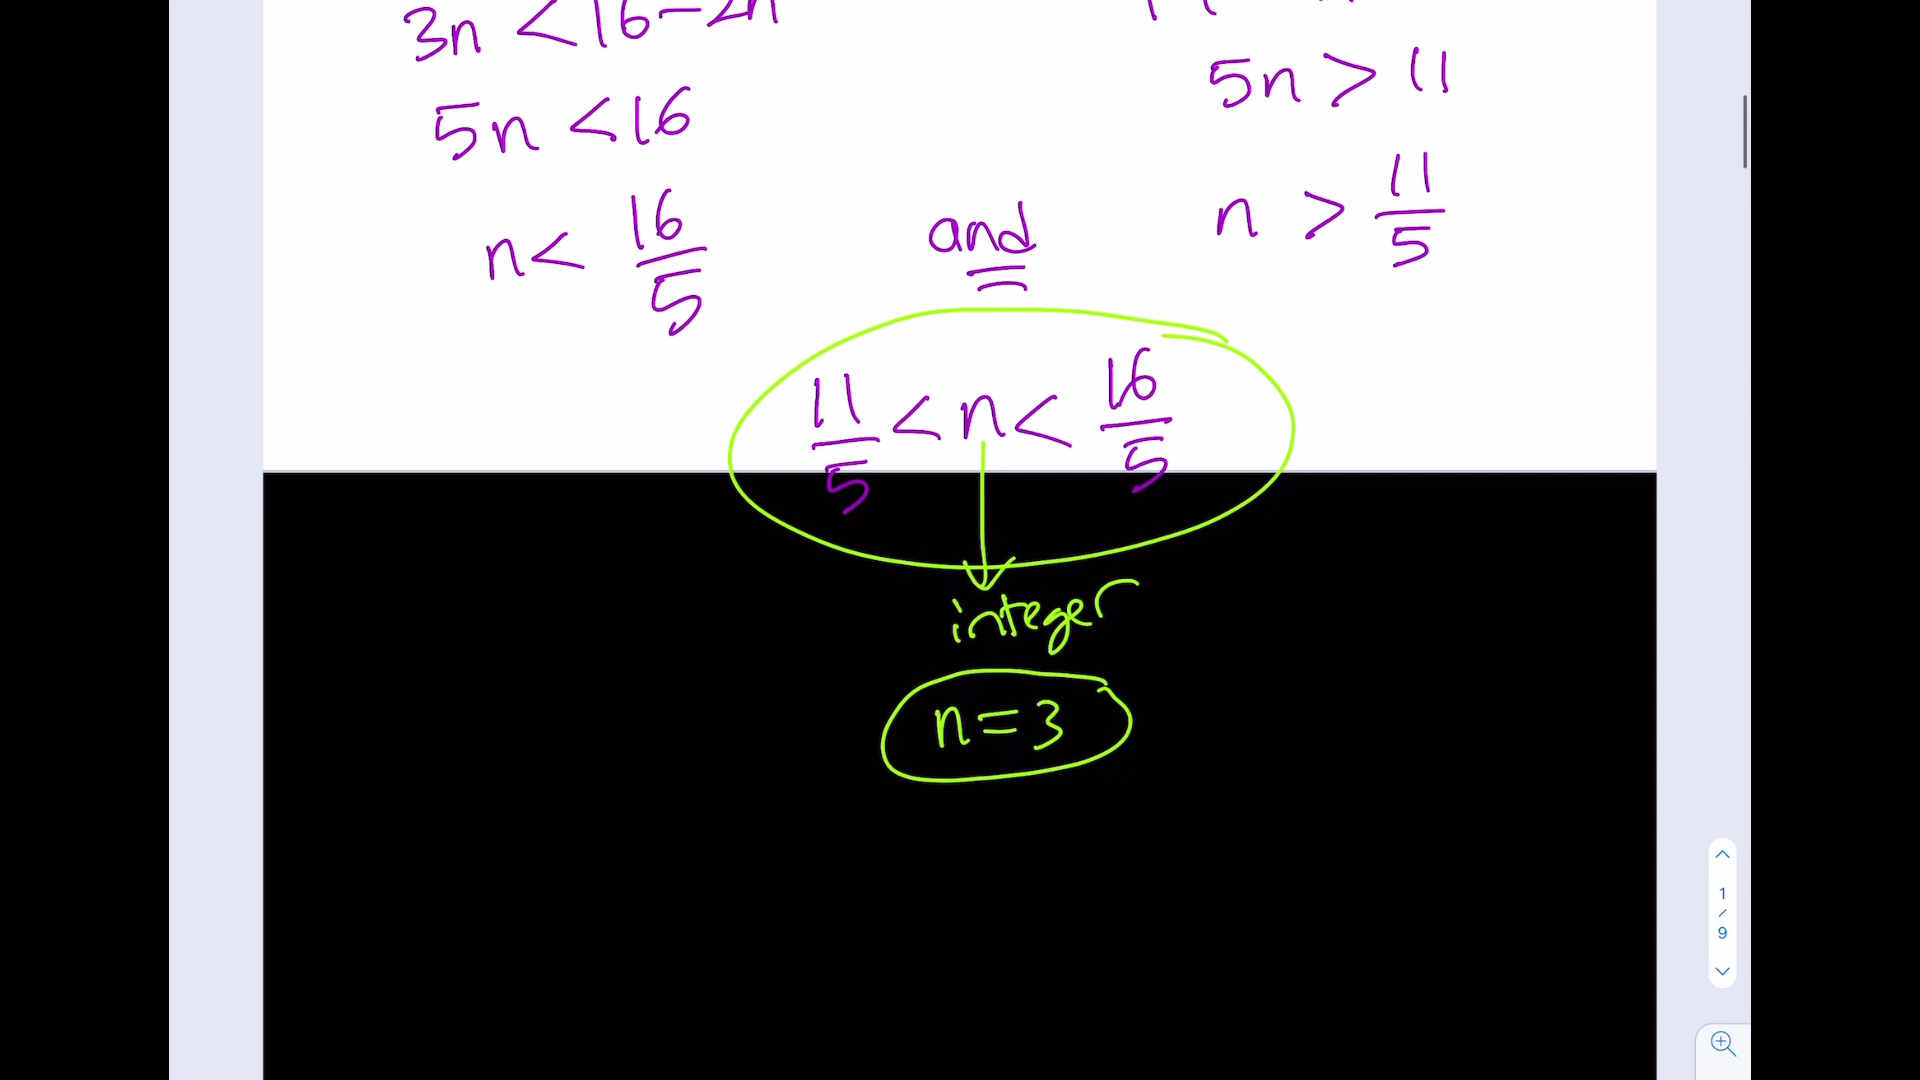 3n < 16 - 2n
5n > 11
5n < 16
n < 16/5
and
n > 11/5
11/5 < n < 16/5
integer
n = 3
1
/
9